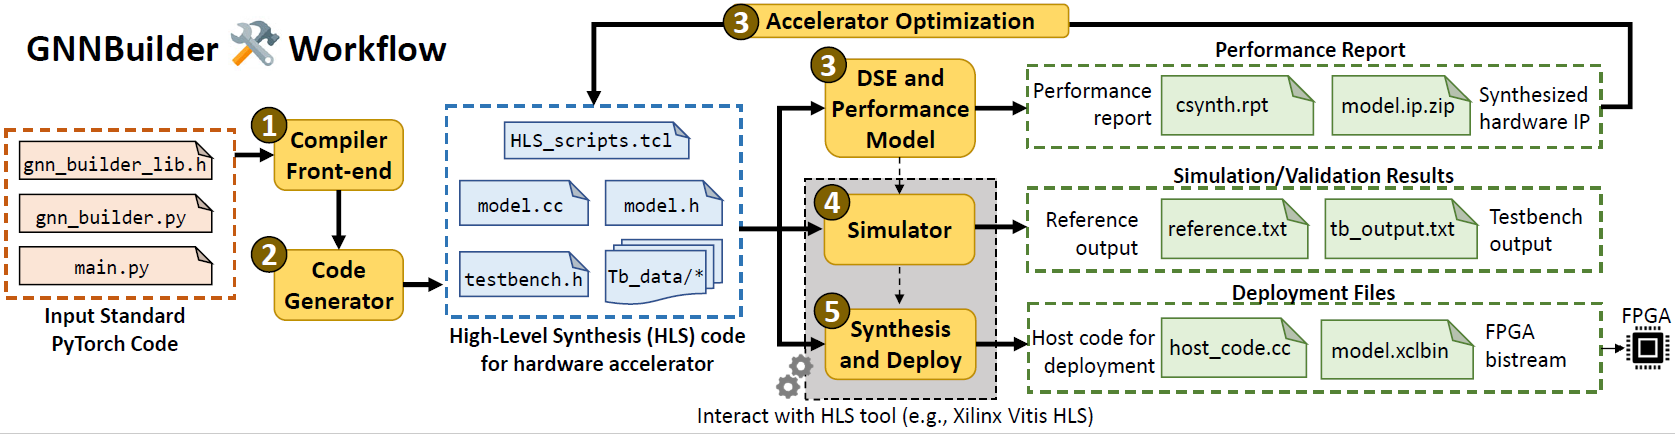 GNNBuilder Workflow
gnn_builder_lib.h
gnn_builder.py
main.py
Input Standard
PyTorch Code
1
Compiler
Front-end
2
Code
Generator
HLS_scripts.tcl
model.cc
model.h
testbench.h
Tb_data/*
High-Level Synthesis (HLS) code
for hardware accelerator
3
Accelerator Optimization
3
DSE and
Performance
Model
4
Simulator
5
Synthesis
and Deploy
Interact with HLS tool (e.g., Xilinx Vitis HLS)
Performance Report
Performance
report
csynth.rpt
model.ip.zip
Synthesized
hardware IP
Simulation/Validation Results
Reference
output
reference.txt
tb_output.txt
Testbench
output
Deployment Files
Host code for
deployment
host_code.cc
model.xclbin
FPGA
bistream
FPGA